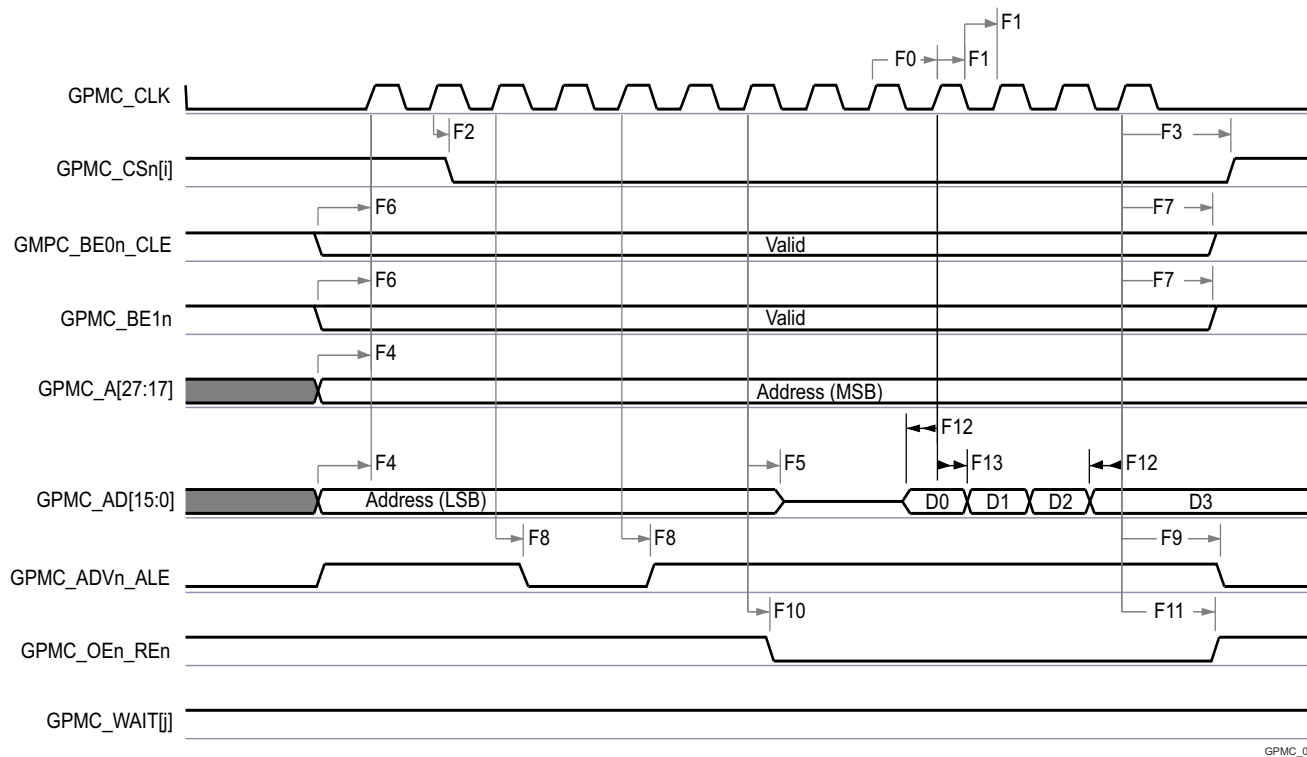 F1
F0 F1
GPMC_CLK
F2 F3
GPMC_CSn[i]
F6 F7
GMPC_BE0n_CLE Valid
F6 F7
GPMC_BE1n Valid
F4
GPMC_A[27:17] Address (MSB)
F12
F4 F5 F13 F12
GPMC_AD[15:0] Address (LSB) D0 D1 D2 D3
F8 F8 F9
GPMC_ADVn_ALE
F10 F11
GPMC_OEn_REn
GPMC_WAIT[j]
GPMC_0